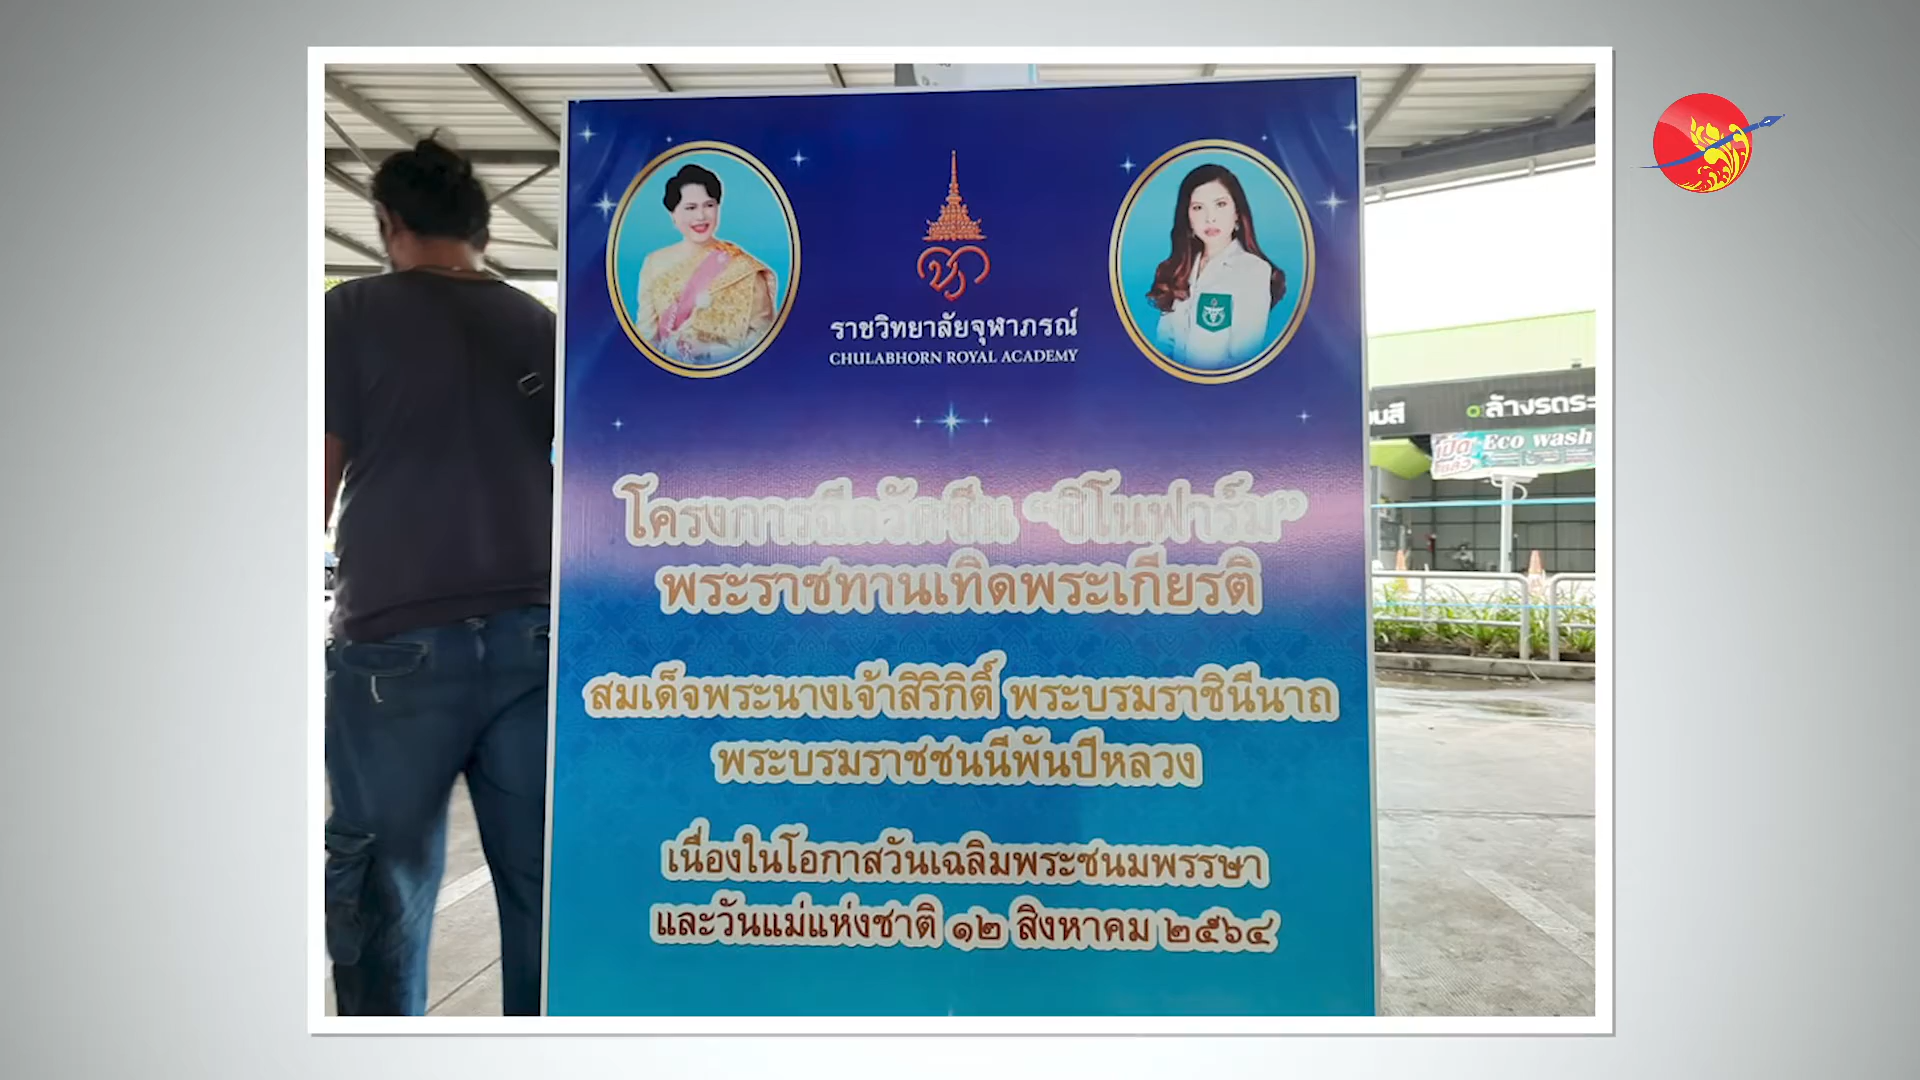 ราชวิทยาลัยจุฬาภรณ์
CHULABHORN ROYAL ACADEMY
โครงการฉีดวัคซีน “ซิโนฟาร์ม”
พระราชทานเทิดพระเกียรติ
สมเด็จพระนางเจ้าสิริกิติ์ พระบรมราชินีนาถ
พระบรมราชชนนีพันปีหลวง
เนื่องในโอกาสวันเฉลิมพระชนมพรรษา
และวันแม่แห่งชาติ ๑๒ สิงหาคม ๒๕๖๔
ล้างรถระ
เปิด
แล้ว
Eco wash